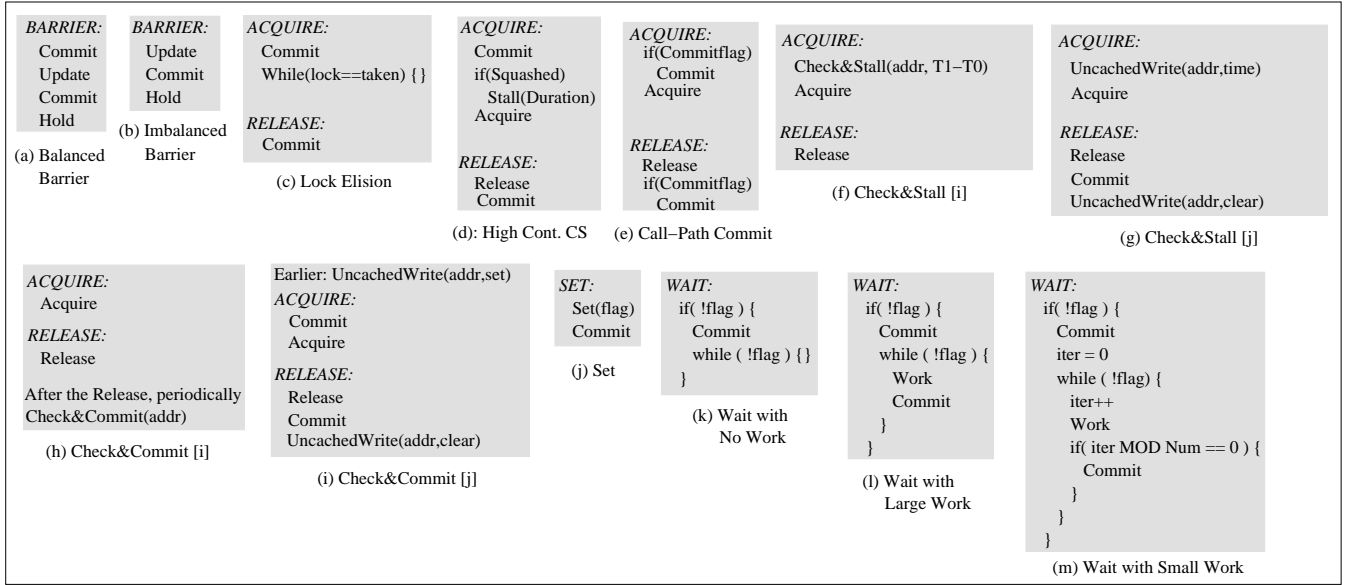 BARRIER:
Commit
Update
Commit
Hold
(a) Balanced
Barrier
BARRIER:
Update
Commit
Hold
(b) Imbalanced
Barrier
ACQUIRE:
Commit
While(lock==taken) { }
RELEASE:
Commit
(c) Lock Elision
ACQUIRE:
Commit
if(Squashed)
Stall(Duration)
Acquire
RELEASE:
Release
Commit
(d): High Cont. CS
ACQUIRE:
if(Commitflag)
Commit
Acquire
RELEASE:
Release
if(Commitflag)
Commit
(e) Call−Path Commit
ACQUIRE:
Check&Stall(addr, T1−T0)
Acquire
RELEASE:
Release
(f) Check&Stall [i]
ACQUIRE:
UncachedWrite(addr,time)
Acquire
RELEASE:
Release
Commit
UncachedWrite(addr,clear)
(g) Check&Stall [j]
ACQUIRE:
Acquire
RELEASE:
Release
After the Release, periodically
Check&Commit(addr)
(h) Check&Commit [i]
Earlier: UncachedWrite(addr,set)
ACQUIRE:
Commit
Acquire
RELEASE:
Release
Commit
UncachedWrite(addr,clear)
(i) Check&Commit [j]
SET:
Set(flag)
Commit
(j) Set
WAIT:
if( !flag ) {
Commit
while ( !flag ) { }
}
(k) Wait with
No Work
WAIT:
if( !flag ) {
Commit
while ( !flag ) {
Work
Commit
}
}
(l) Wait with
Large Work
WAIT:
if( !flag ) {
Commit
iter = 0
while ( !flag) {
iter++
Work
if( iter MOD Num == 0 ) {
Commit
}
}
}
(m) Wait with Small Work